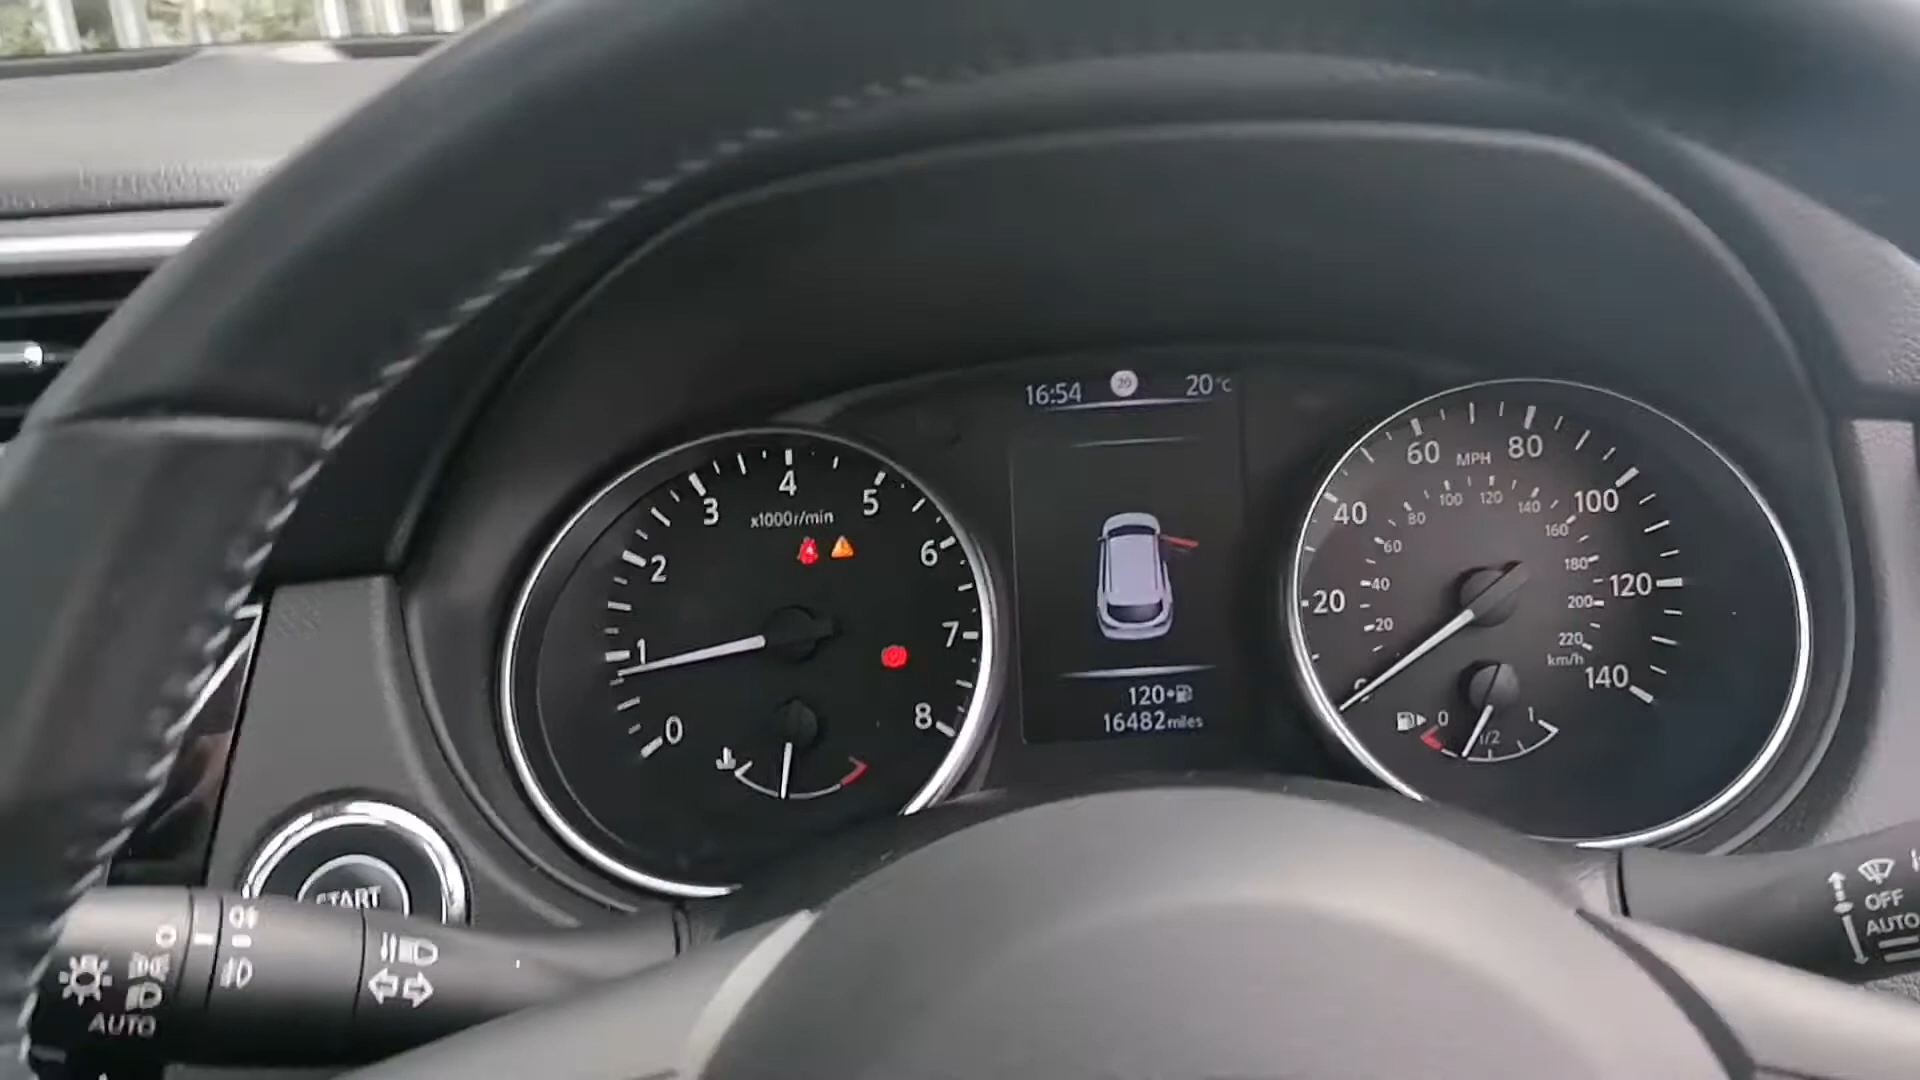 16:54 20 20°C
4
3 5
x1000r/min
2 6
1 7
0 8
60 MPH 80
40 100
20 120
0 140
100 120
80 140
60 160
40 180
20 200
220
km/h
0 1/2 1
120
16482 miles
START
AUTO
OFF
AUTO